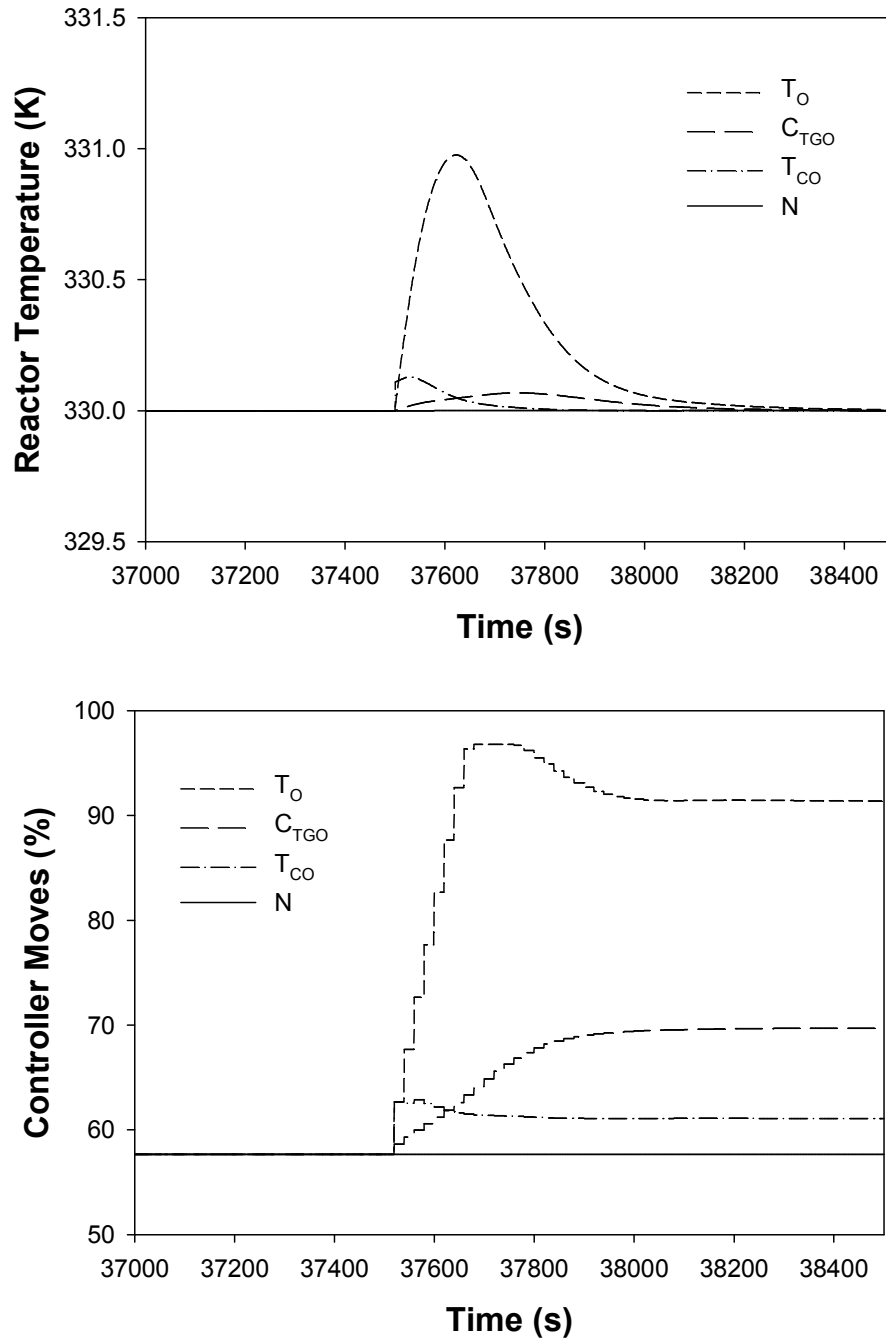 331.5
331.0
330.5
330.0
329.5
Reactor Temperature (K)
T_O
C_TGO
T_CO
N
37000 37200 37400 37600 37800 38000 38200 38400
Time (s)
100
90
80
70
60
50
Controller Moves (%)
T_O
C_TGO
T_CO
N
37000 37200 37400 37600 37800 38000 38200 38400
Time (s)